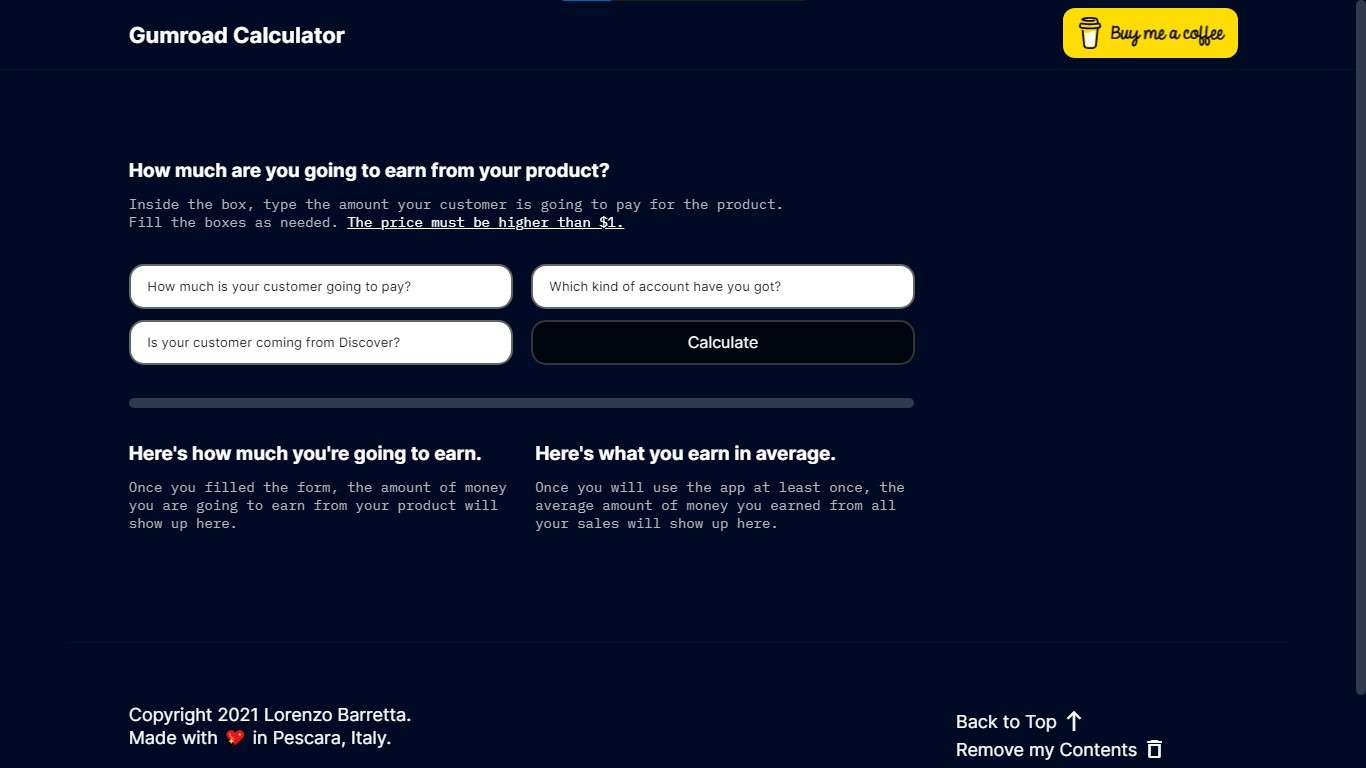 Gumroad Calculator
Buy me a coffee
How much are you going to earn from your product?
Inside the box, type the amount your customer is going to pay for the product.
Fill the boxes as needed. The price must be higher than $1.
How much is your customer going to pay?
Which kind of account have you got?
Is your customer coming from Discover?
Calculate
Here's how much you're going to earn.
Once you filled the form, the amount of money
you are going to earn from your product will
show up here.
Here's what you earn in average.
Once you will use the app at least once, the
average amount of money you earned from all
your sales will show up here.
Copyright 2021 Lorenzo Barretta.
Made with 💖 in Pescara, Italy.
Back to Top ↑
Remove my Contents